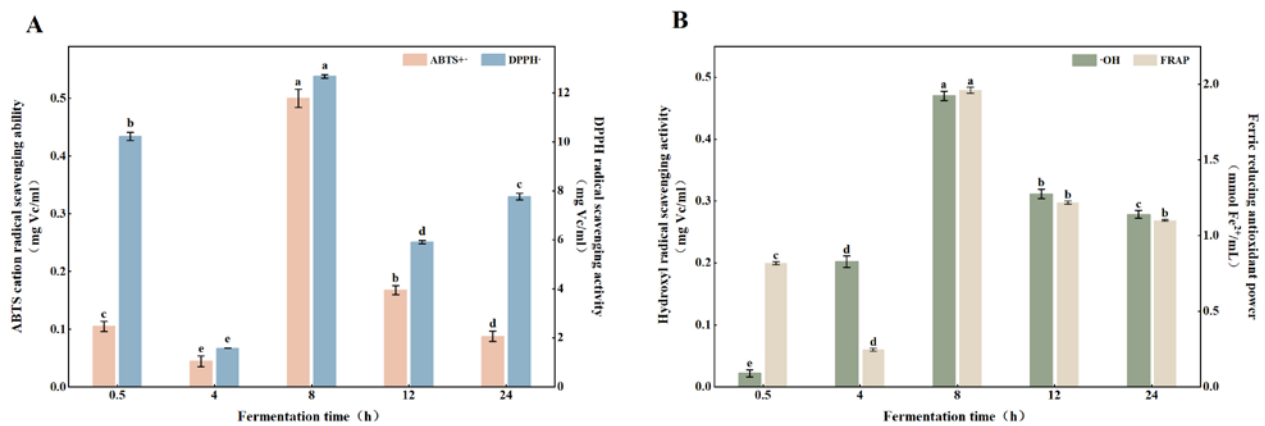 A
ABTS+· DPPH·
ABTS cation radical scavenging ability
（mg Vc/ml）
0.5
0.4
0.3
0.2
0.1
0.0
c b
e e
a a
b d
d c
12
10
8
6
4
2
0
DPPH radical scavenging activity
（mg Vc/ml）
0.5 4 8 12 24
Fermentation time（h）
B
·OH FRAP
Hydroxyl radical scavenging activity
（mg Vc/ml）
0.5
0.4
0.3
0.2
0.1
0.0
e c
d d
a a
b b
c b
2.0
1.5
1.0
0.5
0.0
Ferric reducing antioxidant power
（mmol Fe²⁺/mL）
0.5 4 8 12 24
Fermentation time（h）